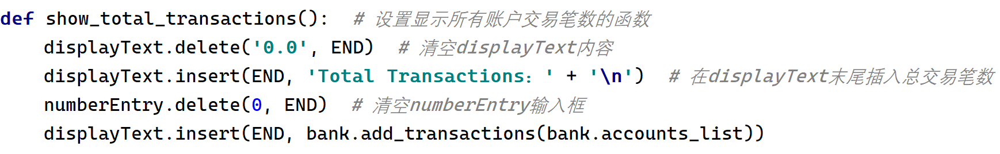 def show_total_transactions():  # 设置显示所有账户交易笔数的函数
    displayText.delete('0.0', END)  # 清空displayText内容
    displayText.insert(END, 'Total Transactions：' + '\n')  # 在displayText末尾插入总交易笔数
    numberEntry.delete(0, END)  # 清空numberEntry输入框
    displayText.insert(END, bank.add_transactions(bank.accounts_list))